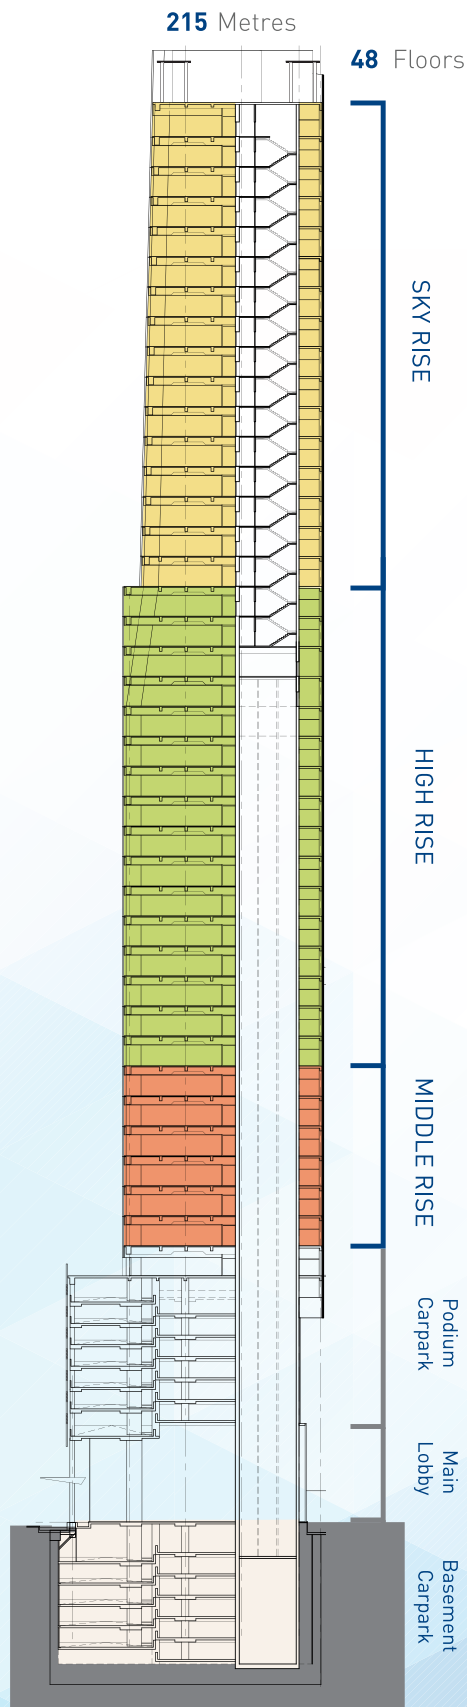 215 Metres
48 Floors
SKY RISE
HIGH RISE
MIDDLE RISE
Podium
Carpark
Main
Lobby
Basement
Carpark